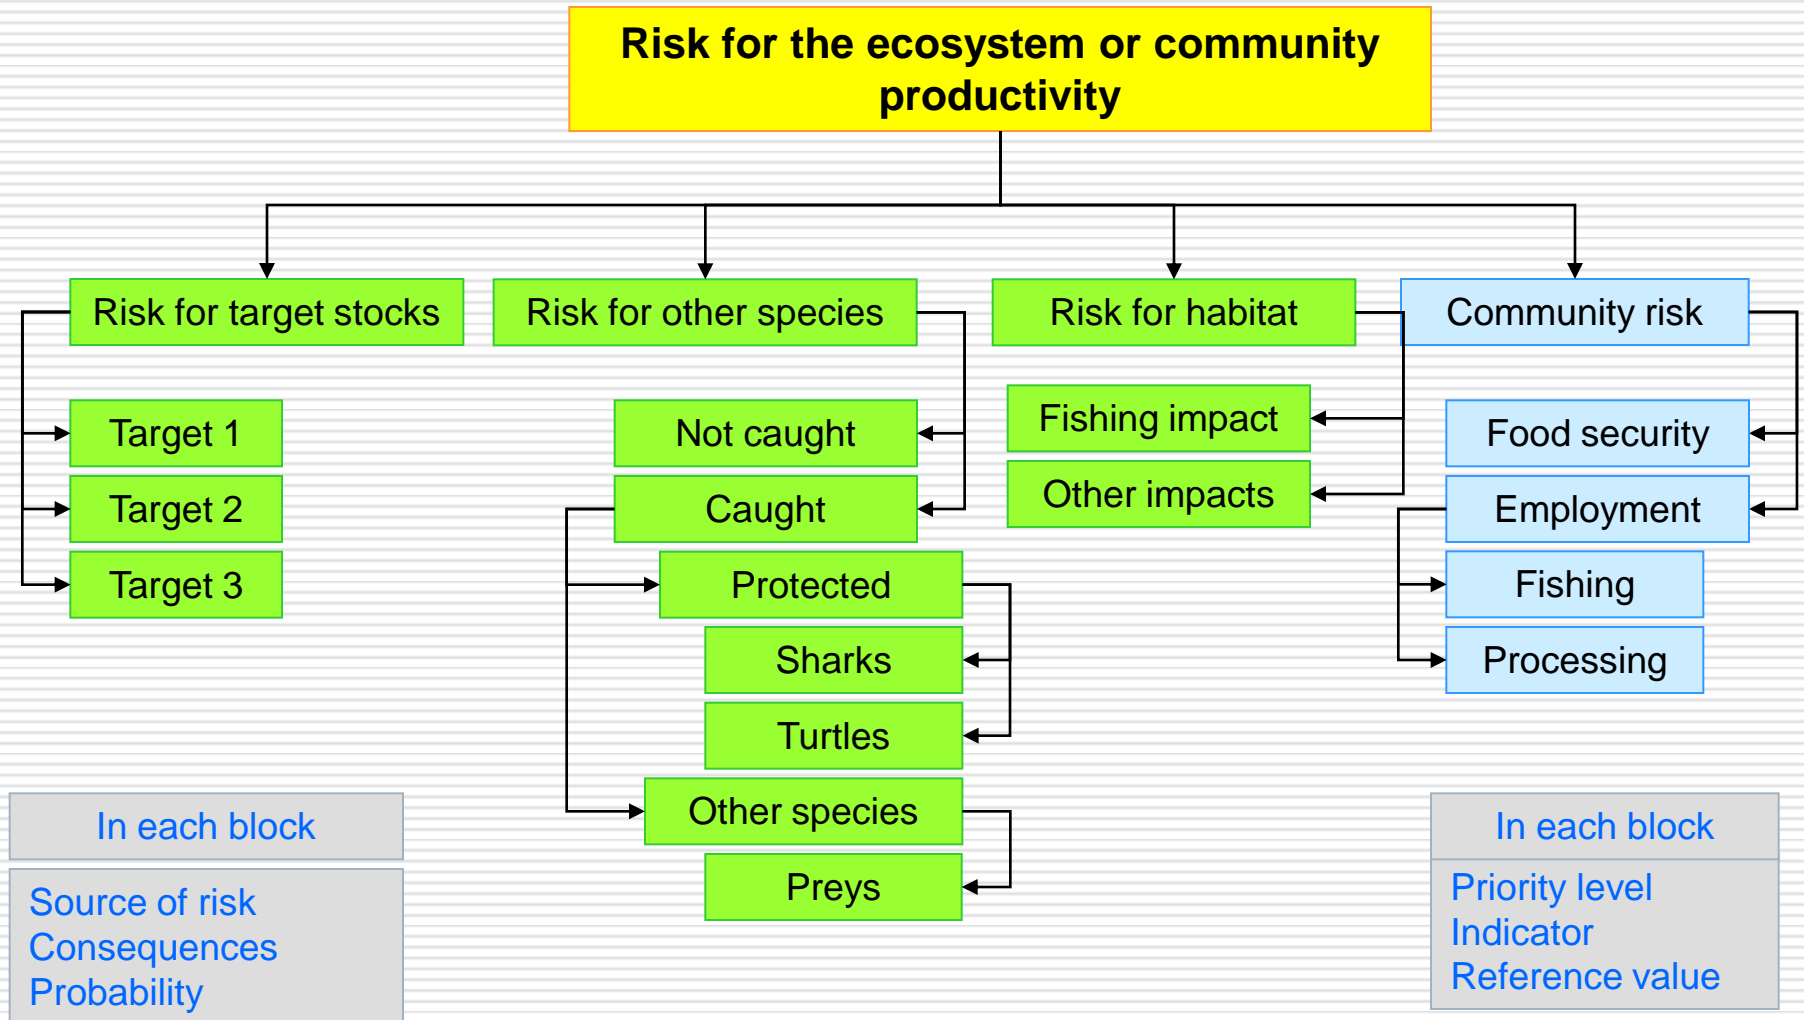 Risk for the ecosystem or community
productivity
Risk for target stocks
Target 1
Target 2
Target 3
Risk for other species
Not caught
Caught
Protected
Sharks
Turtles
Other species
Preys
Risk for habitat
Fishing impact
Other impacts
Community risk
Food security
Employment
Fishing
Processing
In each block
Source of risk
Consequences
Probability
In each block
Priority level
Indicator
Reference value